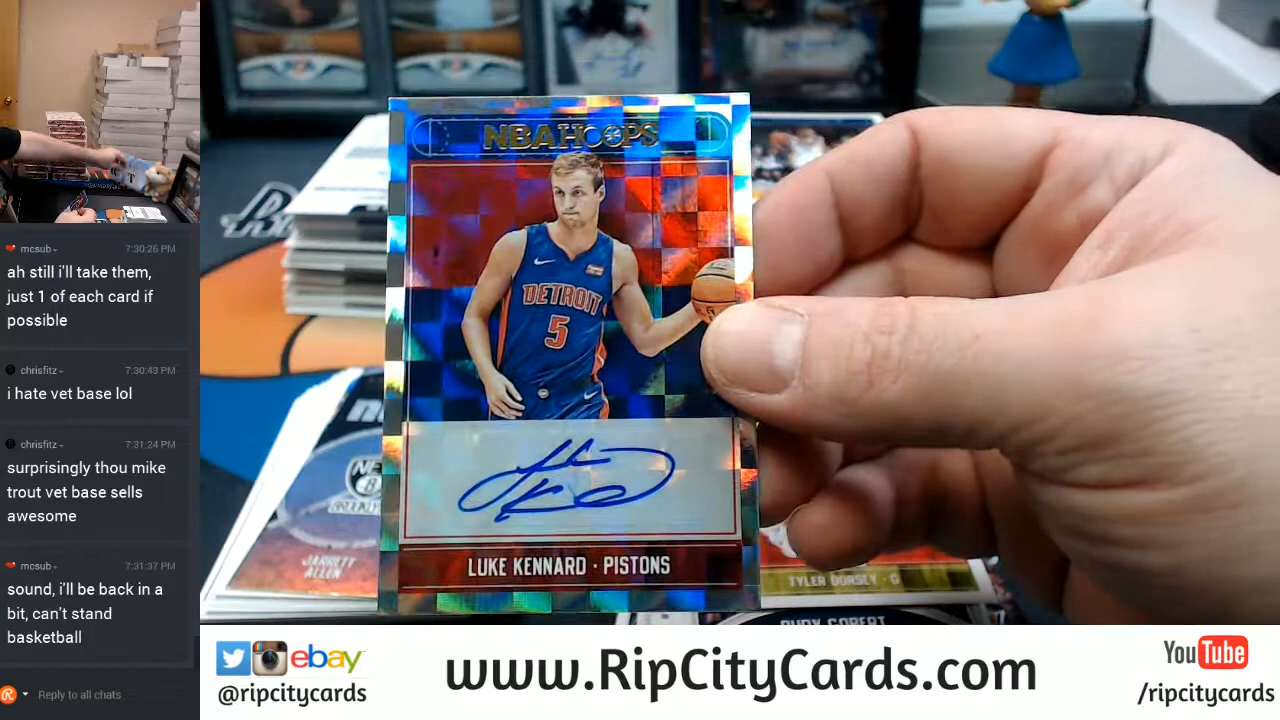 mcsub
7:30:26 PM
ah still i'll take them,
just 1 of each card if
possible
chrisfitz
7:30:43 PM
i hate vet base lol
chrisfitz
7:31:24 PM
surprisingly thou mike
trout vet base sells
awesome
mcsub
7:31:37 PM
sound, i'll be back in a
bit, can't stand
basketball
Reply to all chats
NBA HOOPS
DETROIT
5
LUKE KENNARD · PISTONS
JARRETT
ALLEN
TYLER DORSEY · G
RUDY GOBERT
ebay
@ripcitycards
www.RipCityCards.com
YouTube
/ripcitycards